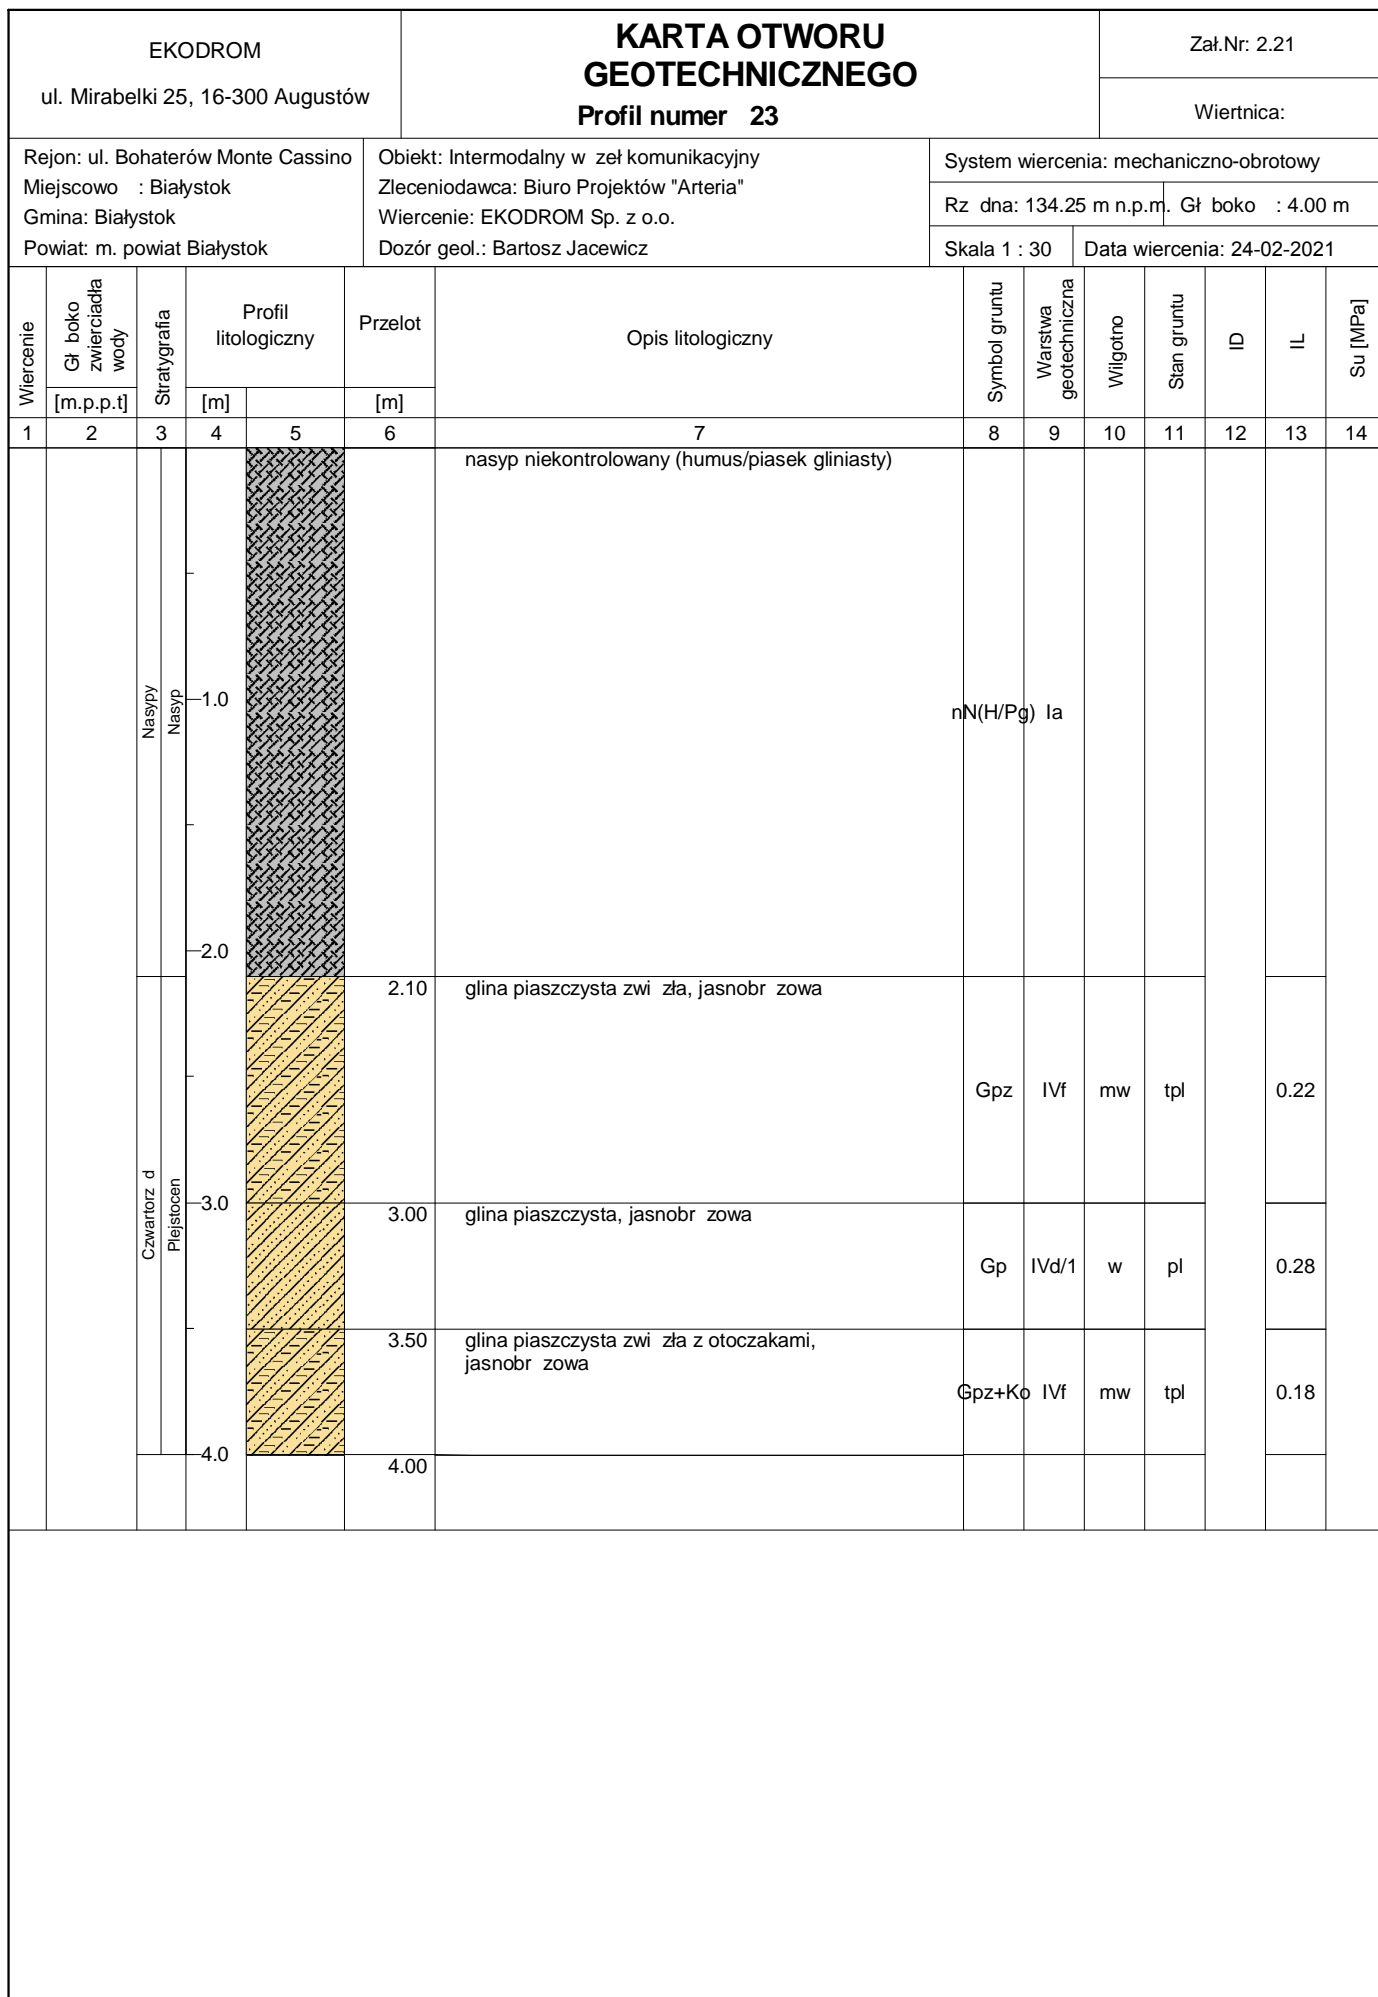 EKODROM
ul. Mirabelki 25, 16-300 Augustów
KARTA OTWORU
GEOTECHNICZNEGO
Profil numer 23
Zał.Nr: 2.21
Wiertnica:
Rejon: ul. Bohaterów Monte Cassino
Miejscowo : Białystok
Gmina: Białystok
Powiat: m. powiat Białystok
Obiekt: Intermodalny w zeł komunikacyjny
Zleceniodawca: Biuro Projektów "Arteria"
Wiercenie: EKODROM Sp. z o.o.
Dozór geol.: Bartosz Jacewicz
System wiercenia: mechaniczno-obrotowy
Rz dna: 134.25 m n.p.m. Gł boko : 4.00 m
Skala 1 : 30 Data wiercenia: 24-02-2021
Wiercenie
Gł boko
zwierciadła
wody
[m.p.p.t]
Stratygrafia
Profil
litologiczny
[m]
Przelot
[m]
Opis litologiczny
Symbol gruntu
Warstwa
geotechniczna
Wilgotno
Stan gruntu
ID
IL
Su [MPa]
1 2 3 4 5 6 7 8 9 10 11 12 13 14
nasyp niekontrolowany (humus/piasek gliniasty)
Nasypy
Nasyp
1.0
nN(H/Pg) Ia
2.0
2.10 glina piaszczysta zwi zła, jasnobr zowa
Gpz IVf mw tpl 0.22
Czwartorz d
Plejstocen
3.0
3.00 glina piaszczysta, jasnobr zowa
Gp IVd/1 w pl 0.28
3.50 glina piaszczysta zwi zła z otoczakami,
jasnobr zowa
Gpz+Ko IVf mw tpl 0.18
4.0
4.00